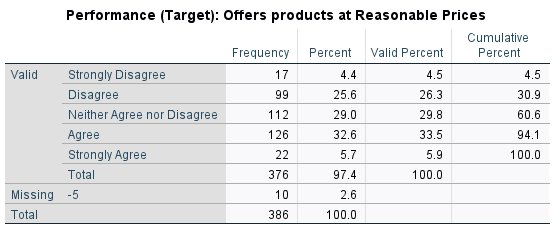 Performance (Target): Offers products at Reasonable Prices
Frequency Percent Valid Percent Cumulative Percent
Valid Strongly Disagree 17 4.4 4.5 4.5
Disagree 99 25.6 26.3 30.9
Neither Agree nor Disagree 112 29.0 29.8 60.6
Agree 126 32.6 33.5 94.1
Strongly Agree 22 5.7 5.9 100.0
Total 376 97.4 100.0
Missing -5 10 2.6
Total 386 100.0